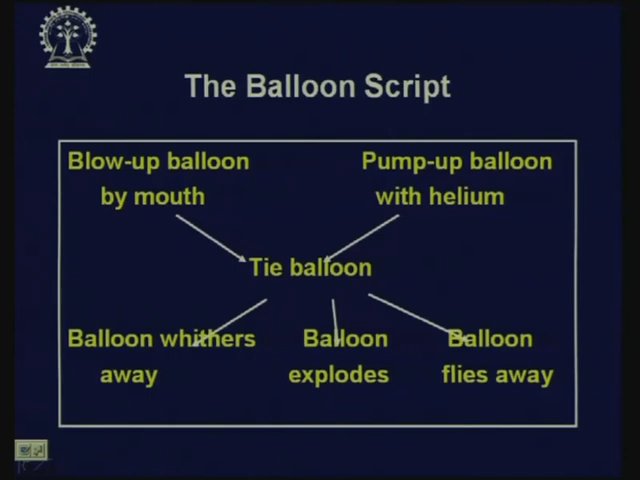 The Balloon Script
Blow-up balloon
by mouth
Pump-up balloon
with helium
Tie balloon
Balloon whithers
away
Balloon
explodes
Balloon
flies away